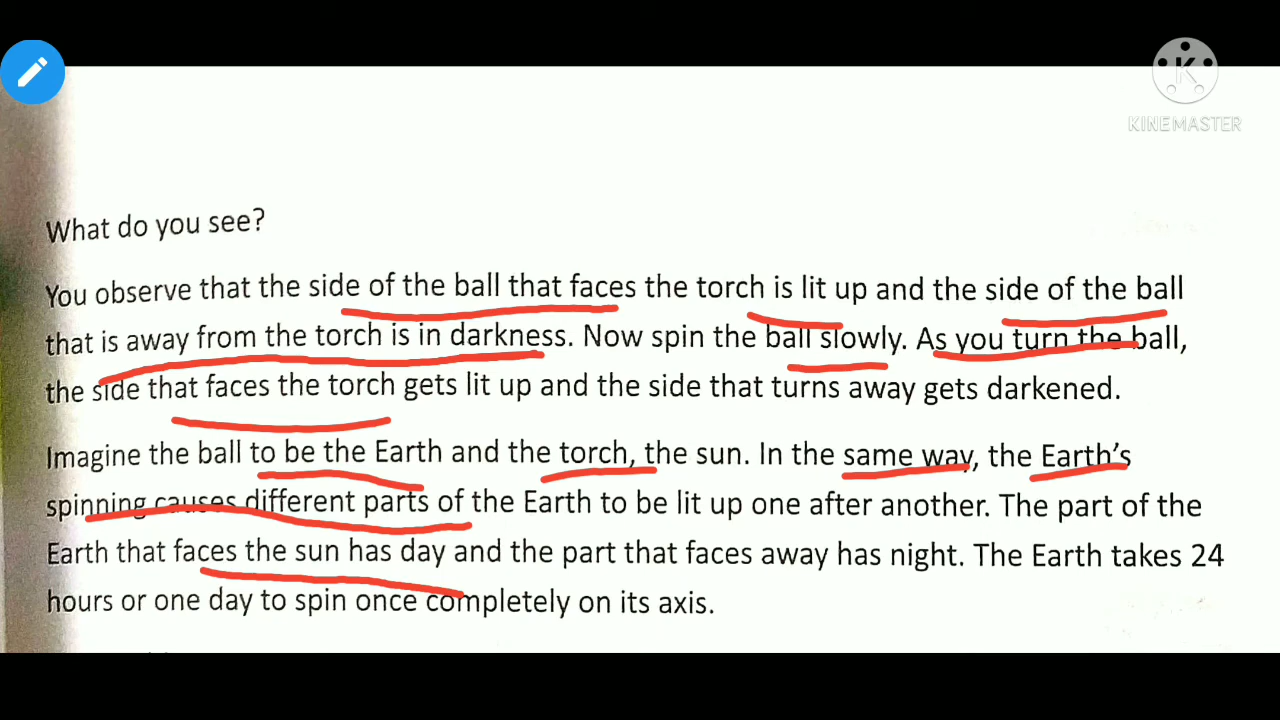 KINEMASTER
What do you see?
You observe that the side of the ball that faces the torch is lit up and the side of the ball
that is away from the torch is in darkness. Now spin the ball slowly. As you turn the ball,
the side that faces the torch gets lit up and the side that turns away gets darkened.
Imagine the ball to be the Earth and the torch, the sun. In the same way, the Earth's
spinning causes different parts of the Earth to be lit up one after another. The part of the
Earth that faces the sun has day and the part that faces away has night. The Earth takes 24
hours or one day to spin once completely on its axis.